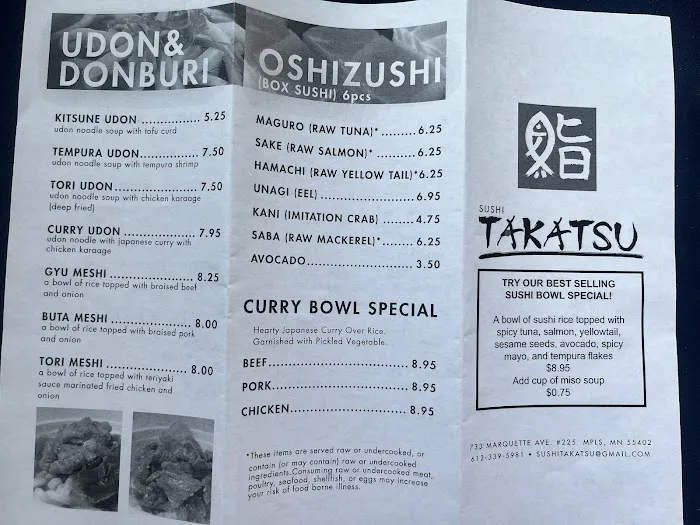 UDON&
DONBURI
KITSUNE UDON ................ 5.25
udon noodle soup with tofu curd
TEMPURA UDON............... 7.50
udon noodle soup with tempura shrimp
TORI UDON...................... 7.50
udon noodle soup with chicken karaage
(deep fried)
CURRY UDON .................. 7.95
udon noodle with japanese curry with
chicken karaage
GYU MESHI ..................... 8.25
a bowl of rice topped with braised beef
and onion
BUTA MESHI .................... 8.00
a bowl of rice topped with braised pork
and onion
TORI MESHI ..................... 8.00
a bowl of rice topped with teriyaki
sauce marinated fried chicken and
onion
OSHIZUSHI
(BOX SUSHI) 6pcs
MAGURO (RAW TUNA)* ......... 6.25
SAKE (RAW SALMON)* ........... 6.25
HAMACHI (RAW YELLOW TAIL)*6.25
UNAGI (EEL) ........................ 6.95
KANI (IMITATION CRAB) ........ 4.75
SABA (RAW MACKEREL)*......... 6.25
AVOCADO........................... 3.50
CURRY BOWL SPECIAL
Hearty Japanese Curry Over Rice.
Garnished with Pickled Vegetable.
BEEF.................................. 8.95
PORK................................. 8.95
CHICKEN............................ 8.95
*These items are served raw or undercooked, or
contain (or may contain) raw or undercooked
ingredients.Consuming raw or undercooked meat,
poultry, seafood, shellfish, or eggs may increase
your risk of food borne illness.
鮨
SUSHI
TAKATSU
TRY OUR BEST SELLING
SUSHI BOWL SPECIAL!
A bowl of sushi rice topped with
spicy tuna, salmon, yellowtail,
sesame seeds, avocado, spicy
mayo, and tempura flakes
$8.95
Add cup of miso soup
$0.75
733 MARQUETTE AVE. #225. MPLS, MN 55402
612-339-5981 • SUSHITAKATSU@GMAIL.COM